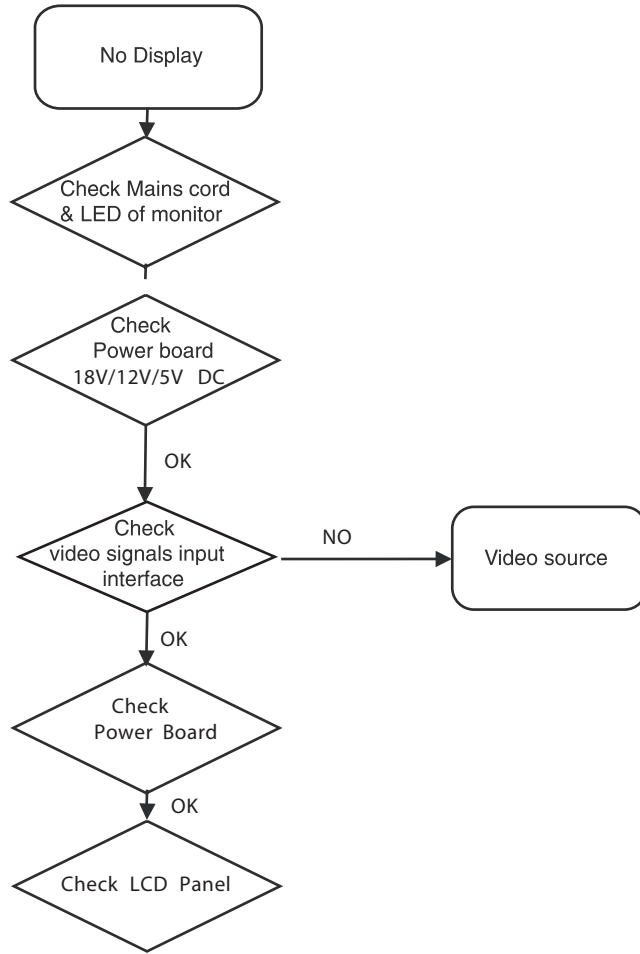 No Display
Check Mains cord
& LED of monitor
Check
Power board
18V/12V/5V DC
OK
Check
video signals input
interface
NO
Video source
OK
Check
Power Board
OK
Check LCD Panel